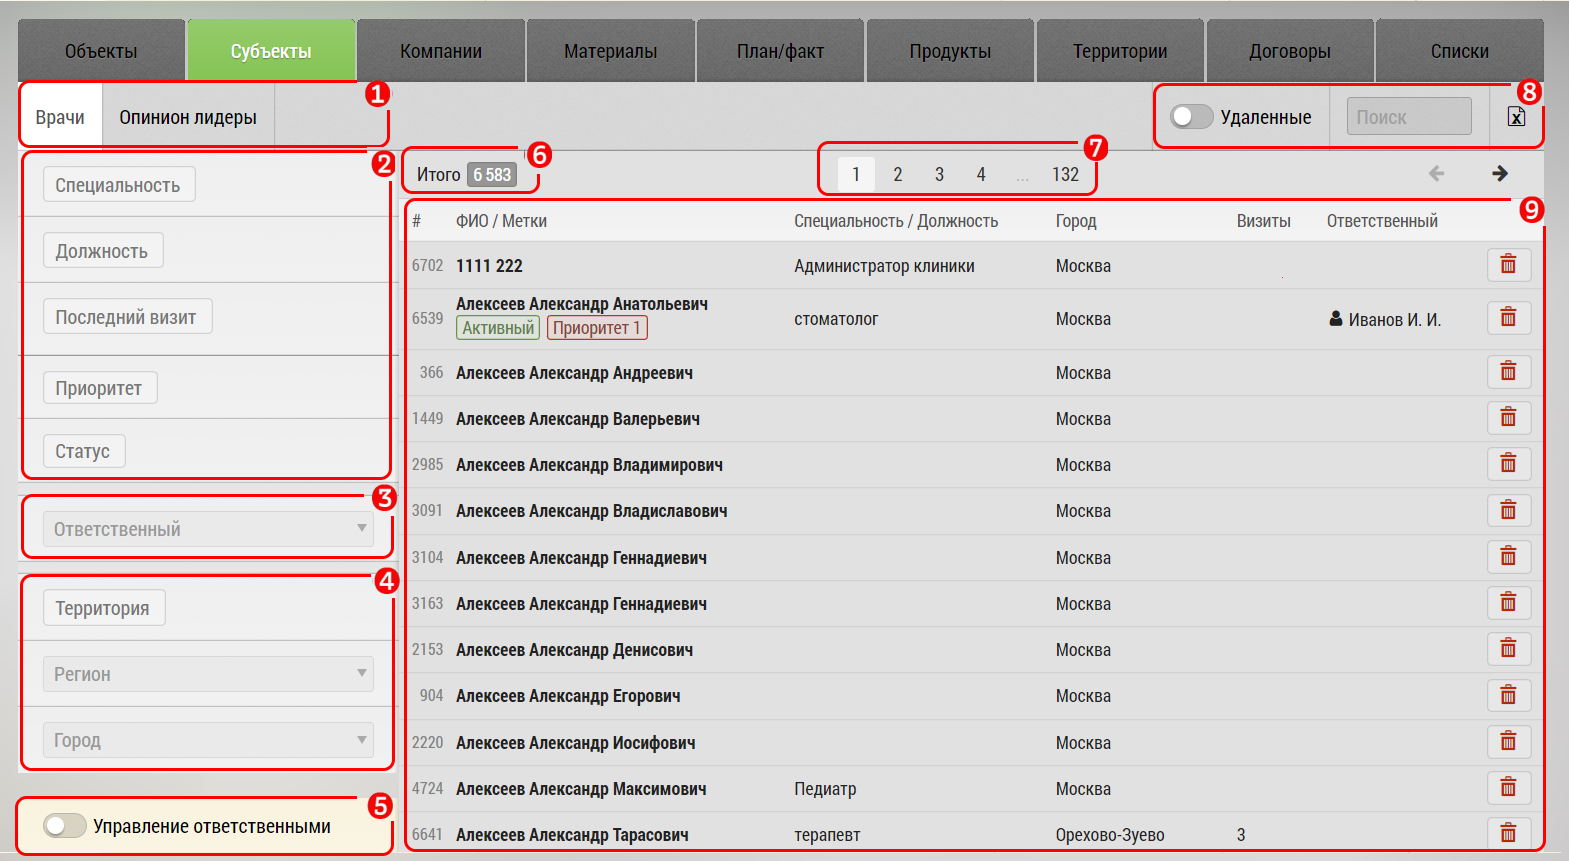 Объекты Субъекты Компании Материалы План/факт Продукты Территории Договоры Списки
Врачи Опинион лидеры 1 Удаленные Поиск 8
2
Специальность
Должность
Последний визит
Приоритет
Статус
3
Ответственный
4
Территория
Регион
Город
5
Управление ответственными
Итого 6 583 6 1 2 3 4 ... 132 7
9
# ФИО / Метки Специальность / Должность Город Визиты Ответственный
6702 1111 222 Администратор клиники Москва
6539 Алексеев Александр Анатольевич стоматолог Москва Иванов И. И.
Активный Приоритет 1
366 Алексеев Александр Андреевич Москва
1449 Алексеев Александр Валерьевич Москва
2985 Алексеев Александр Владимирович Москва
3091 Алексеев Александр Владиславович Москва
3104 Алексеев Александр Геннадиевич Москва
3163 Алексеев Александр Геннадиевич Москва
2153 Алексеев Александр Денисович Москва
904 Алексеев Александр Егорович Москва
2220 Алексеев Александр Иосифович Москва
4724 Алексеев Александр Максимович Педиатр Москва
6641 Алексеев Александр Тарасович терапевт Орехово-Зуево 3